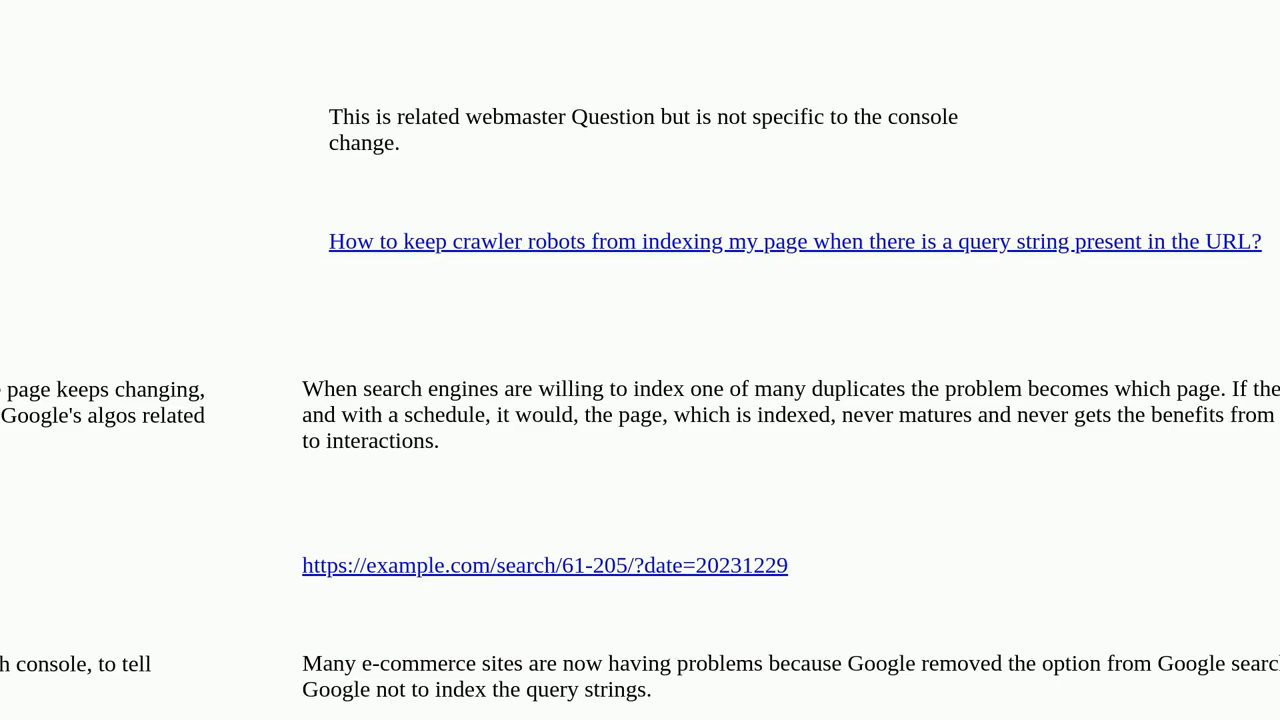 This is related webmaster Question but is not specific to the console
change.
How to keep crawler robots from indexing my page when there is a query string present in the URL?
page keeps changing,
Google's algos related
When search engines are willing to index one of many duplicates the problem becomes which page. If the
and with a schedule, it would, the page, which is indexed, never matures and never gets the benefits from
to interactions.
https://example.com/search/61-205/?date=20231229
console, to tell
Many e-commerce sites are now having problems because Google removed the option from Google
Google not to index the query strings.